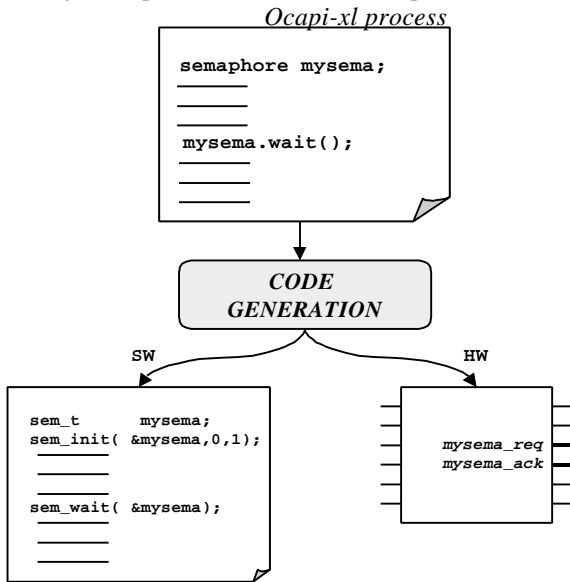 Ocapi-xl process
semaphore mysema;
mysema.wait();
CODE
GENERATION
SW
HW
sem_t mysema;
sem_init( &mysema,0,1);
sem_wait( &mysema);
mysema_req
mysema_ack